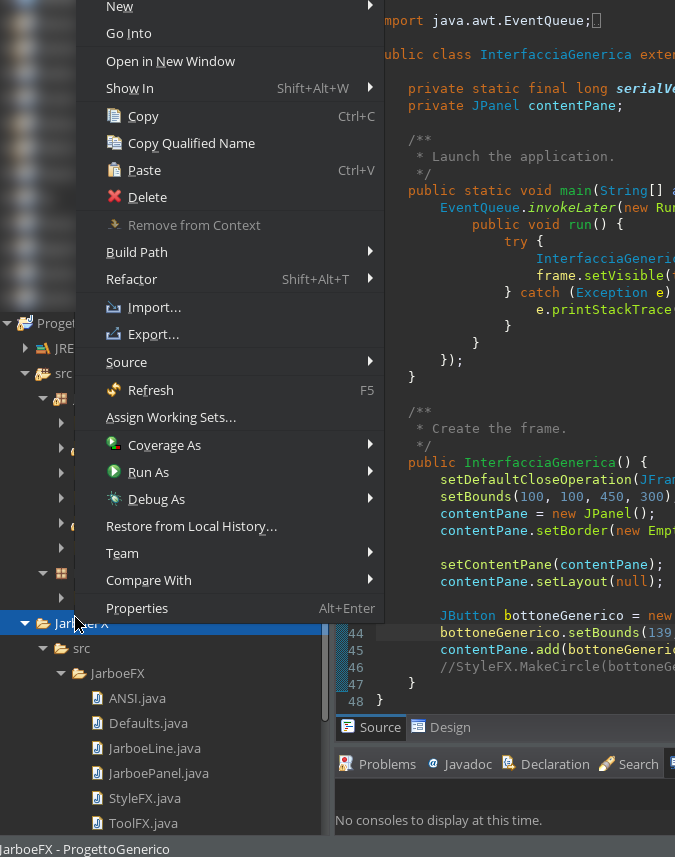 New
Go Into
Open in New Window
Show In Shift+Alt+W
Copy Ctrl+C
Copy Qualified Name
Paste Ctrl+V
Delete
Remove from Context
Build Path
Refactor Shift+Alt+T
Import...
Export...
Source
Refresh F5
Assign Working Sets...
Coverage As
Run As
Debug As
Restore from Local History...
Team
Compare With
Properties Alt+Enter
Proget
JRE
src
JarboeFX
src
JarboeFX
ANSI.java
Defaults.java
JarboeLine.java
JarboePanel.java
StyleFX.java
ToolFX.java
JarboeFX - ProgettoGenerico
mport java.awt.EventQueue;
ublic class InterfacciaGenerica exten
private static final long serialVe
private JPanel contentPane;
/**
* Launch the application.
*/
public static void main(String[] a
EventQueue.invokeLater(new Run
public void run() {
try {
InterfacciaGeneric
frame.setVisible(t
} catch (Exception e)
e.printStackTrace(
}
}
});
}
/**
* Create the frame.
*/
public InterfacciaGenerica() {
setDefaultCloseOperation(JFram
setBounds(100, 100, 450, 300)
contentPane = new JPanel();
contentPane.setBorder(new Empt
setContentPane(contentPane);
contentPane.setLayout(null);
JButton bottoneGenerico = new
44 bottoneGenerico.setBounds(139,
45 contentPane.add(bottoneGeneric
46 //StyleFX.MakeCircle(bottoneGe
47 }
48 }
Source Design
Problems Javadoc Declaration Search
No consoles to display at this time.